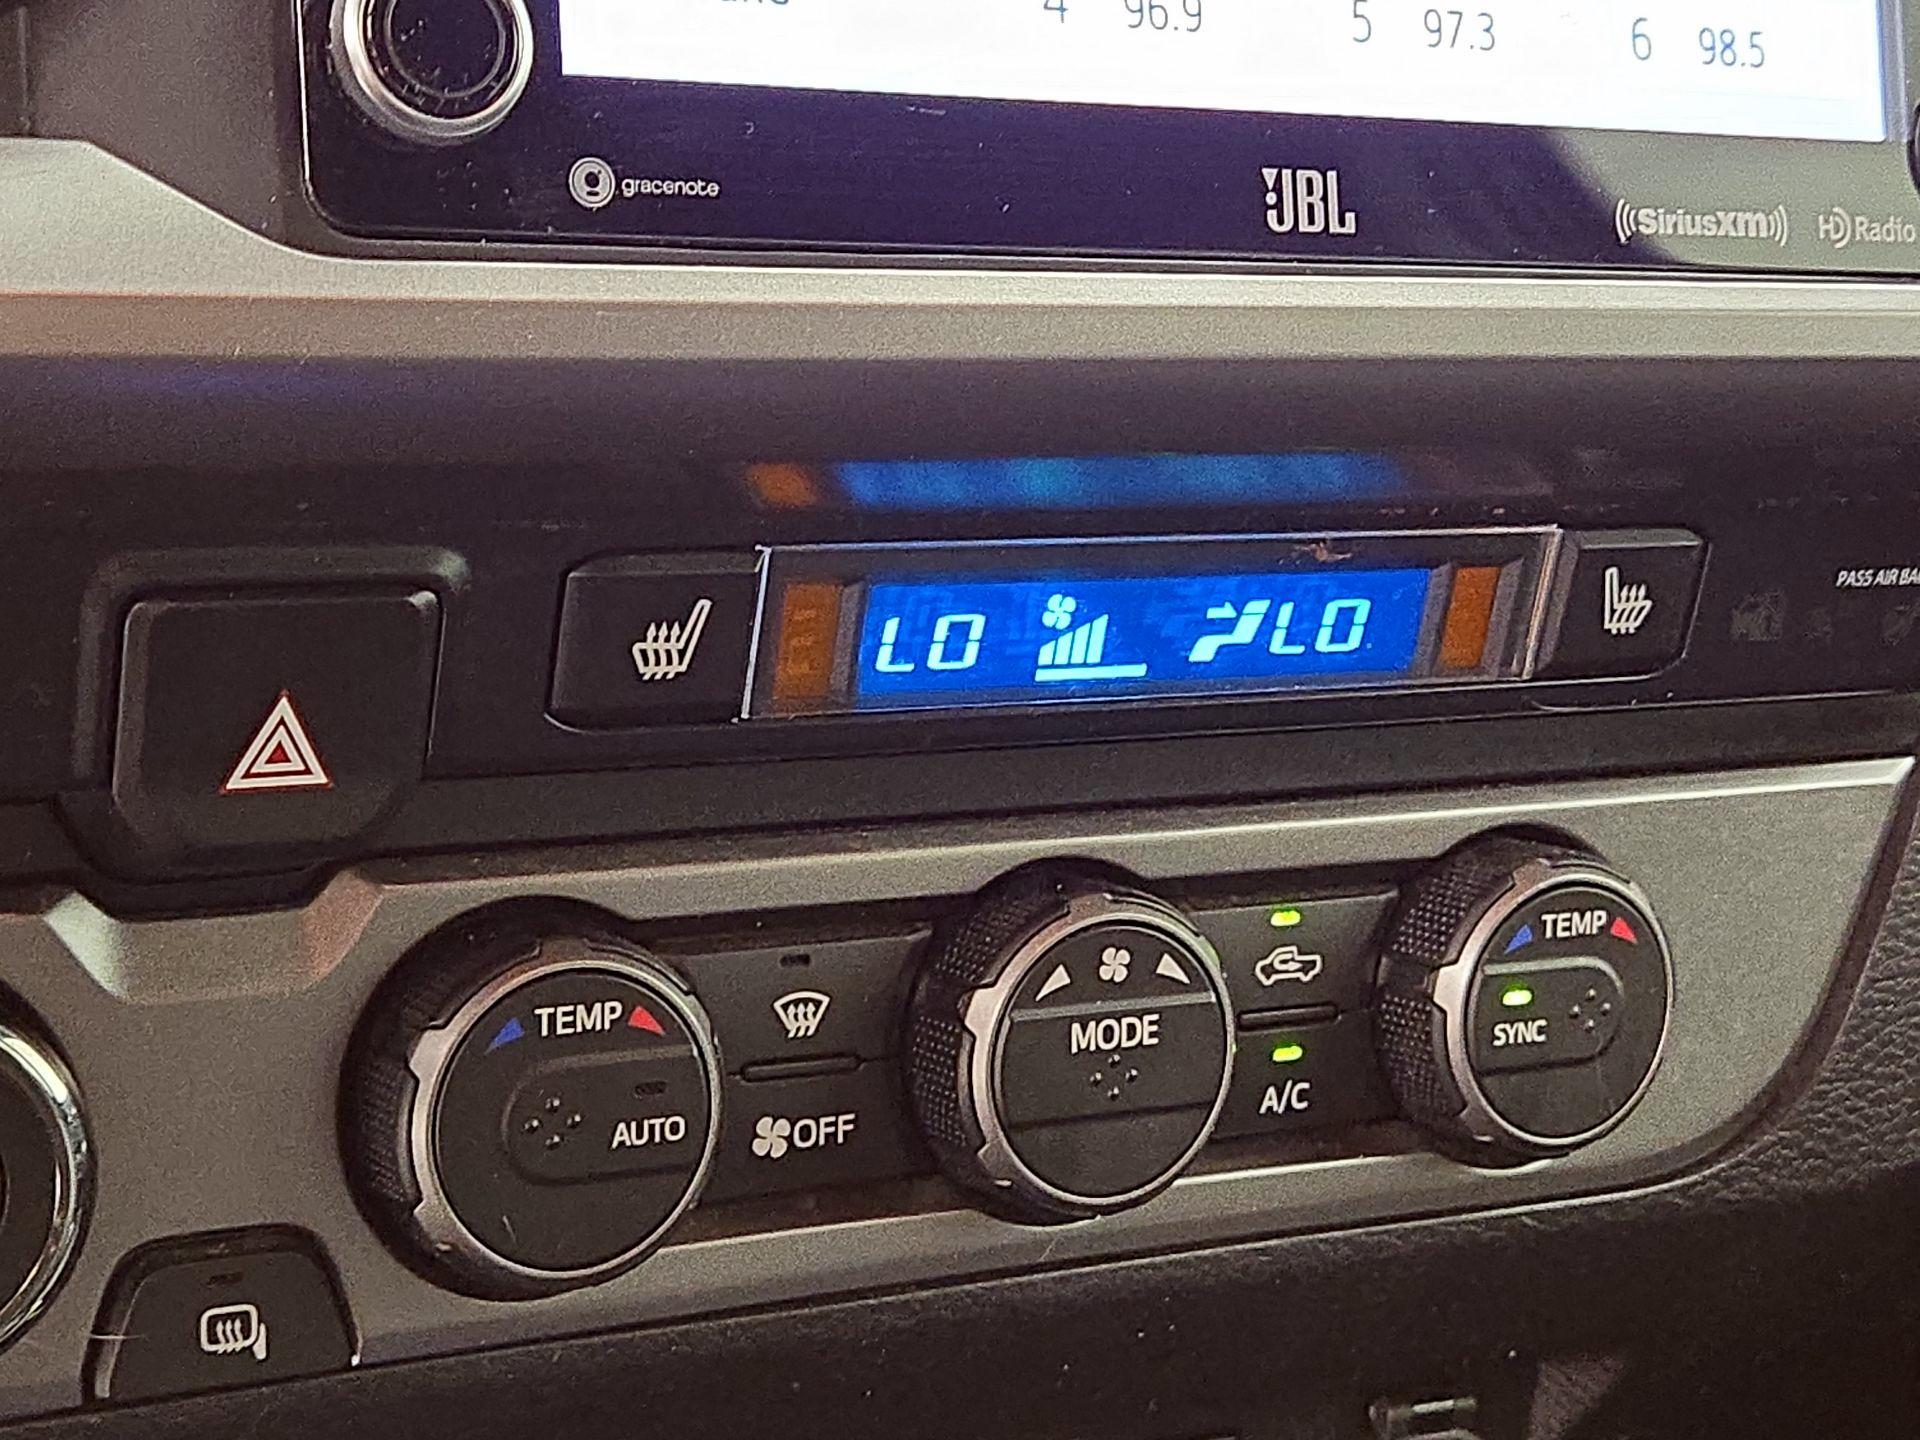 4 96.9 5 97.3 6 98.5
gracenote
JBL
((SiriusXM))
HD Radio
LO LO
PASS AIR BA
TEMP
AUTO
OFF
MODE
A/C
TEMP
SYNC